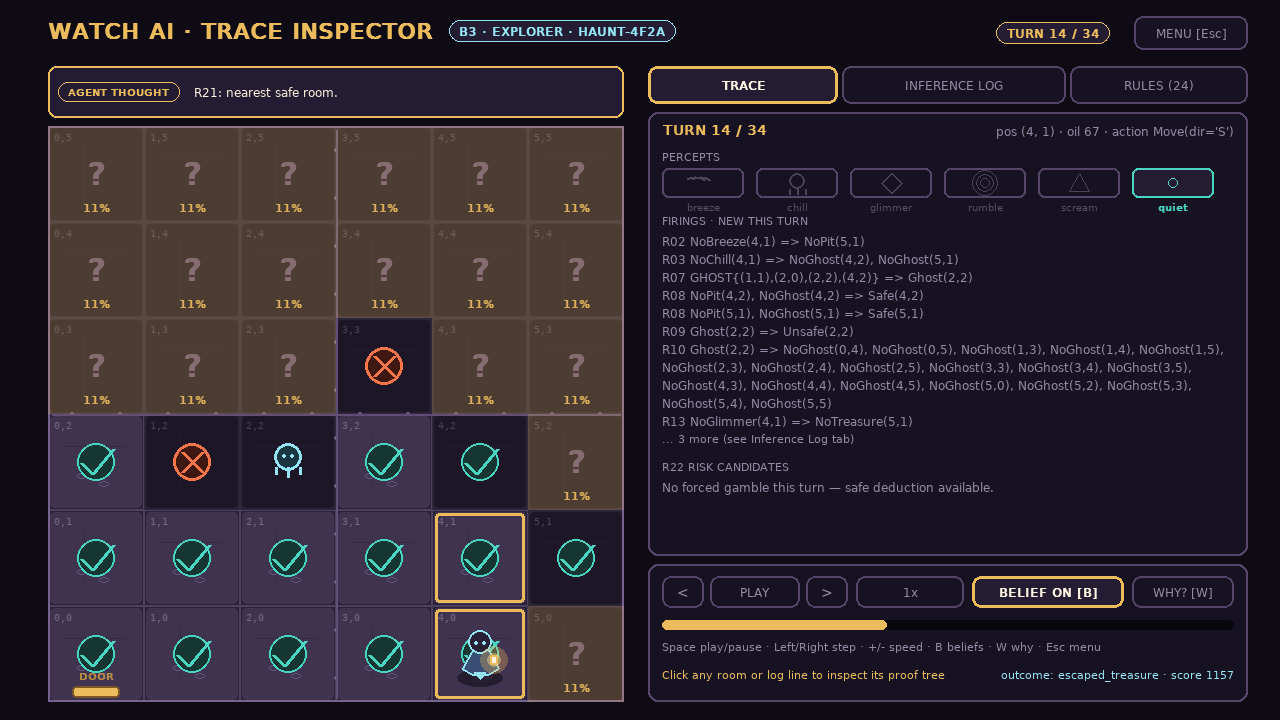 WATCH AI · TRACE INSPECTOR
B3 · EXPLORER · HAUNT-4F2A
TURN 14 / 34
MENU [Esc]
AGENT THOUGHT
R21: nearest safe room.
TRACE
INFERENCE LOG
RULES (24)
0,5 1,5 2,5 3,5 4,5 5,5
? ? ? ? ? ?
11% 11% 11% 11% 11% 11%
0,4 1,4 2,4 3,4 4,4 5,4
? ? ? ? ? ?
11% 11% 11% 11% 11% 11%
0,3 1,3 2,3 3,3 4,3 5,3
? ? ? ? ?
11% 11% 11% 11% 11%
0,2 1,2 2,2 3,2 4,2 5,2
?
11%
0,1 1,1 2,1 3,1 4,1 5,1
0,0 1,0 2,0 3,0 4,0 5,0
?
DOOR
11%
TURN 14 / 34
pos (4, 1) · oil 67 · action Move(dir='S')
PERCEPTS
breeze chill glimmer rumble scream quiet
FIRINGS · NEW THIS TURN
R02 NoBreeze(4,1) => NoPit(5,1)
R03 NoChill(4,1) => NoGhost(4,2), NoGhost(5,1)
R07 GHOST{(1,1),(2,0),(2,2),(4,2)} => Ghost(2,2)
R08 NoPit(4,2), NoGhost(4,2) => Safe(4,2)
R08 NoPit(5,1), NoGhost(5,1) => Safe(5,1)
R09 Ghost(2,2) => Unsafe(2,2)
R10 Ghost(2,2) => NoGhost(0,4), NoGhost(0,5), NoGhost(1,3), NoGhost(1,4), NoGhost(1,5),
NoGhost(2,3), NoGhost(2,4), NoGhost(2,5), NoGhost(3,3), NoGhost(3,4), NoGhost(3,5),
NoGhost(4,3), NoGhost(4,4), NoGhost(4,5), NoGhost(5,0), NoGhost(5,2), NoGhost(5,3),
NoGhost(5,4), NoGhost(5,5)
R13 NoGlimmer(4,1) => NoTreasure(5,1)
... 3 more (see Inference Log tab)
R22 RISK CANDIDATES
No forced gamble this turn — safe deduction available.
<
PLAY
>
1x
BELIEF ON [B]
WHY? [W]
Space play/pause · Left/Right step · +/- speed · B beliefs · W why · Esc menu
Click any room or log line to inspect its proof tree
outcome: escaped_treasure · score 1157